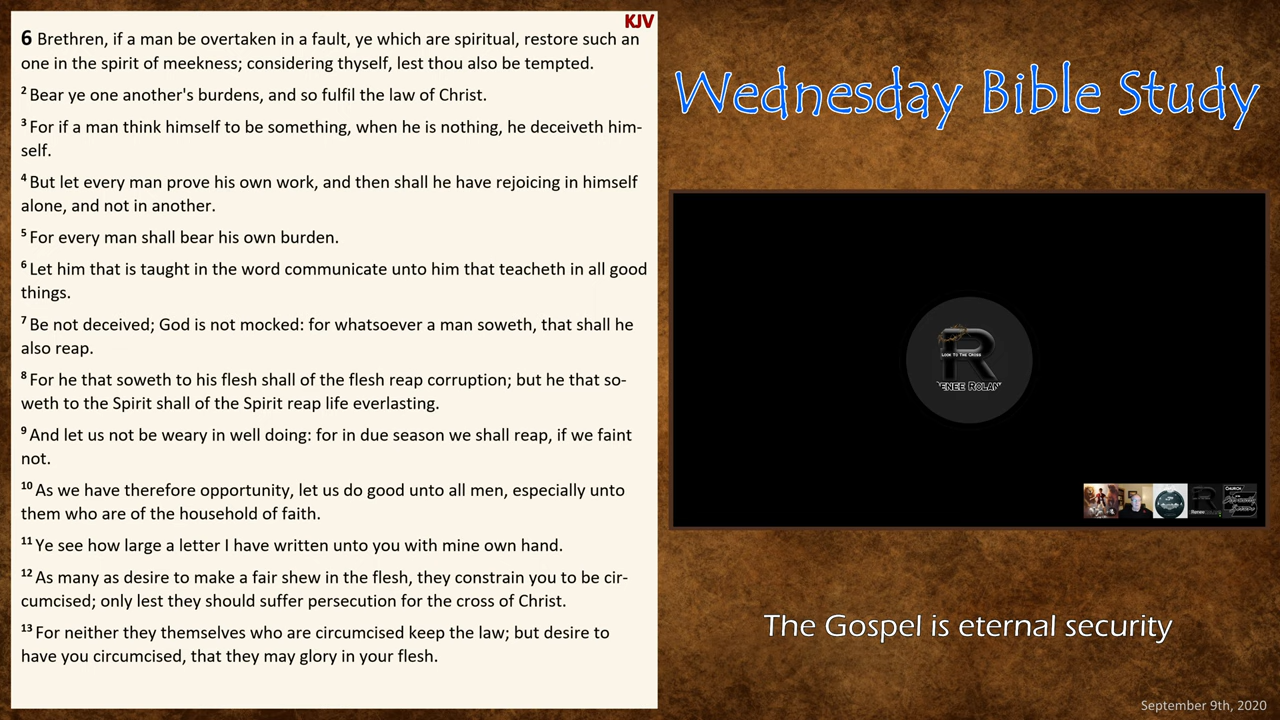 KJV
6 Brethren, if a man be overtaken in a fault, ye which are spiritual, restore such an
one in the spirit of meekness; considering thyself, lest thou also be tempted.
2 Bear ye one another's burdens, and so fulfil the law of Christ.
3 For if a man think himself to be something, when he is nothing, he deceiveth him-
self.
4 But let every man prove his own work, and then shall he have rejoicing in himself
alone, and not in another.
5 For every man shall bear his own burden.
6 Let him that is taught in the word communicate unto him that teacheth in all good
things.
7 Be not deceived; God is not mocked: for whatsoever a man soweth, that shall he
also reap.
8 For he that soweth to his flesh shall of the flesh reap corruption; but he that so-
weth to the Spirit shall of the Spirit reap life everlasting.
9 And let us not be weary in well doing: for in due season we shall reap, if we faint
not.
10 As we have therefore opportunity, let us do good unto all men, especially unto
them who are of the household of faith.
11 Ye see how large a letter I have written unto you with mine own hand.
12 As many as desire to make a fair shew in the flesh, they constrain you to be cir-
cumcised; only lest they should suffer persecution for the cross of Christ.
13 For neither they themselves who are circumcised keep the law; but desire to
have you circumcised, that they may glory in your flesh.
Wednesday Bible Study
R
LOOK TO THE CROSS
ENEE ROLAN
Renee
CHURCH
The Gospel is eternal security
September 9th, 2020